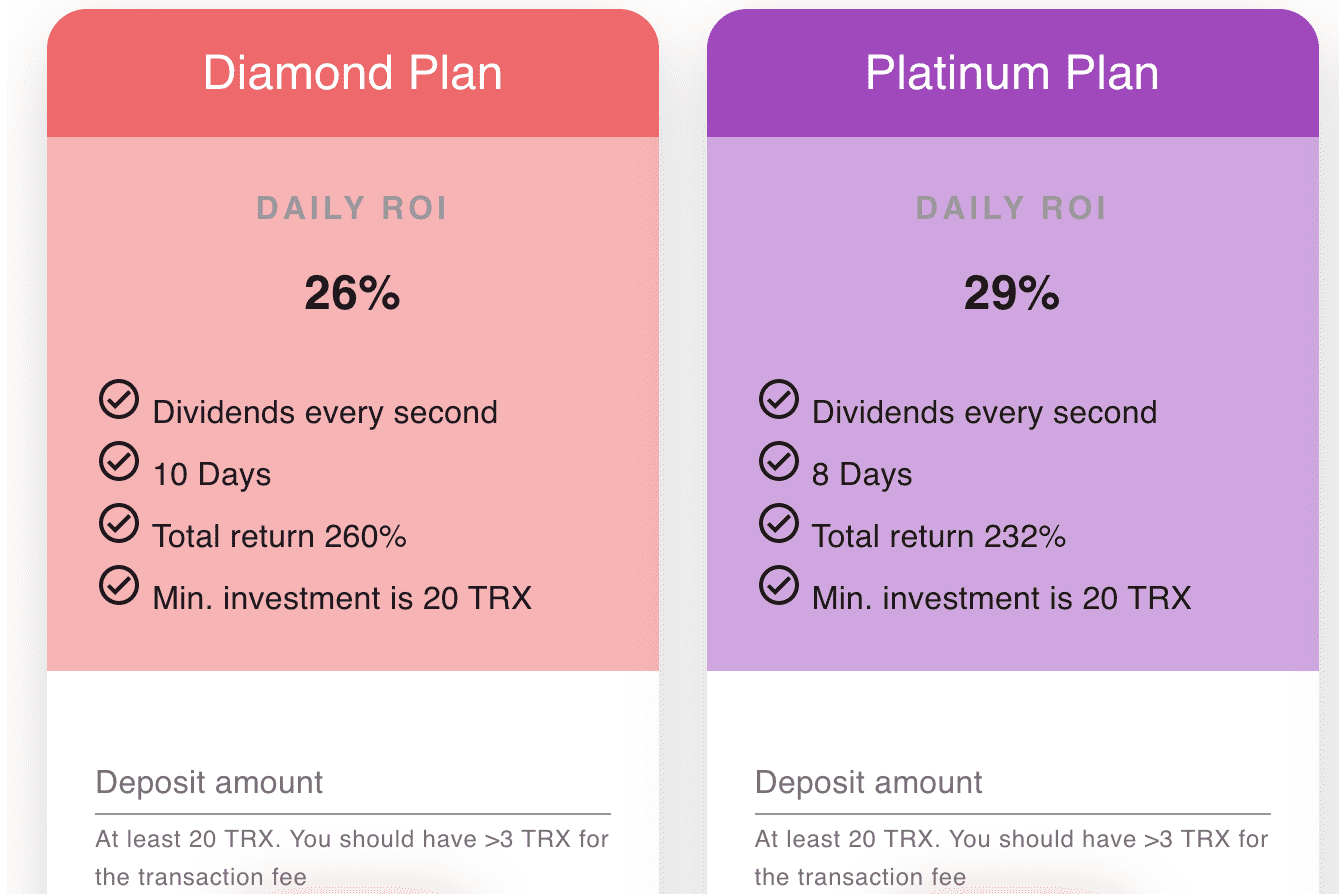 Diamond Plan
DAILY ROI
26%
Dividends every second
10 Days
Total return 260%
Min. investment is 20 TRX
Deposit amount
At least 20 TRX. You should have >3 TRX for
the transaction fee
Platinum Plan
DAILY ROI
29%
Dividends every second
8 Days
Total return 232%
Min. investment is 20 TRX
Deposit amount
At least 20 TRX. You should have >3 TRX for
the transaction fee